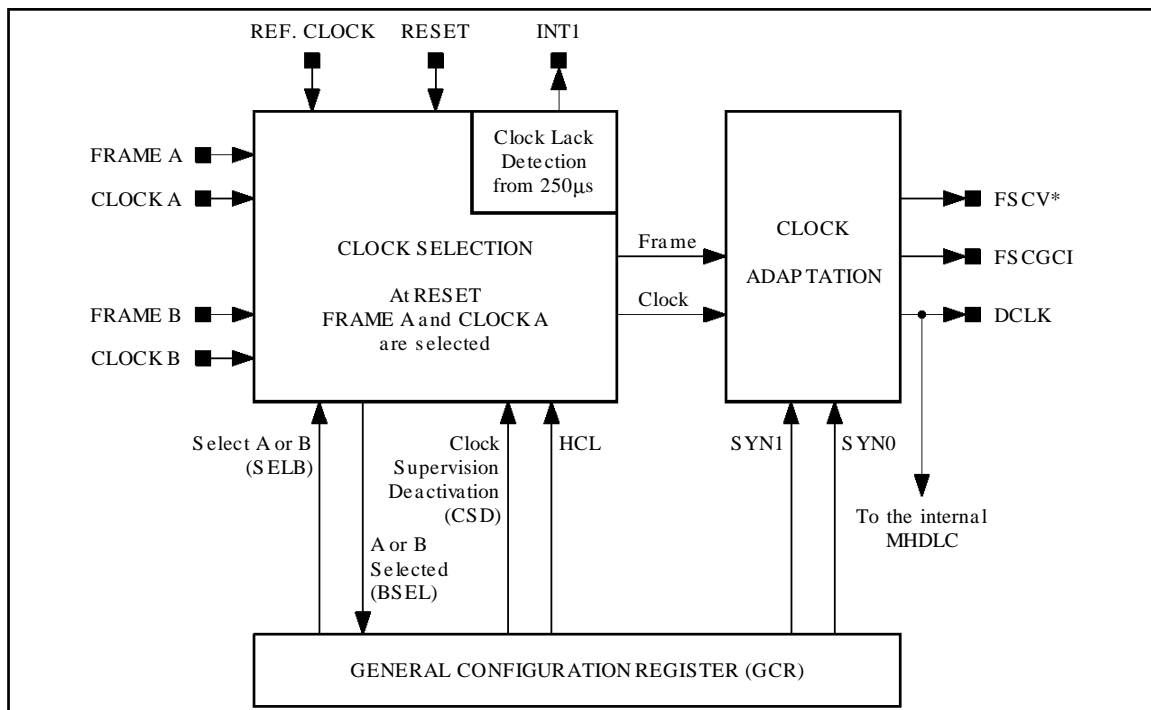 REF. CLOCK
RESET
INT1
FRAME A
CLOCK A
FRAME B
CLOCK B
Clock Lack
Detection
from 250μs
CLOCK SELECTION
At RESET
FRAME A and CLOCK A
are selected
Frame
Clock
CLOCK
ADAPTATION
FSCV*
FSCGCI
DCLK
Select A or B
(SELB)
A or B
Selected
(BSEL)
Clock
Supervision
Deactivation
(CSD)
HCL
SYN1
SYN0
To the internal
MHDLC
GENERAL CONFIGURATION REGISTER (GCR)